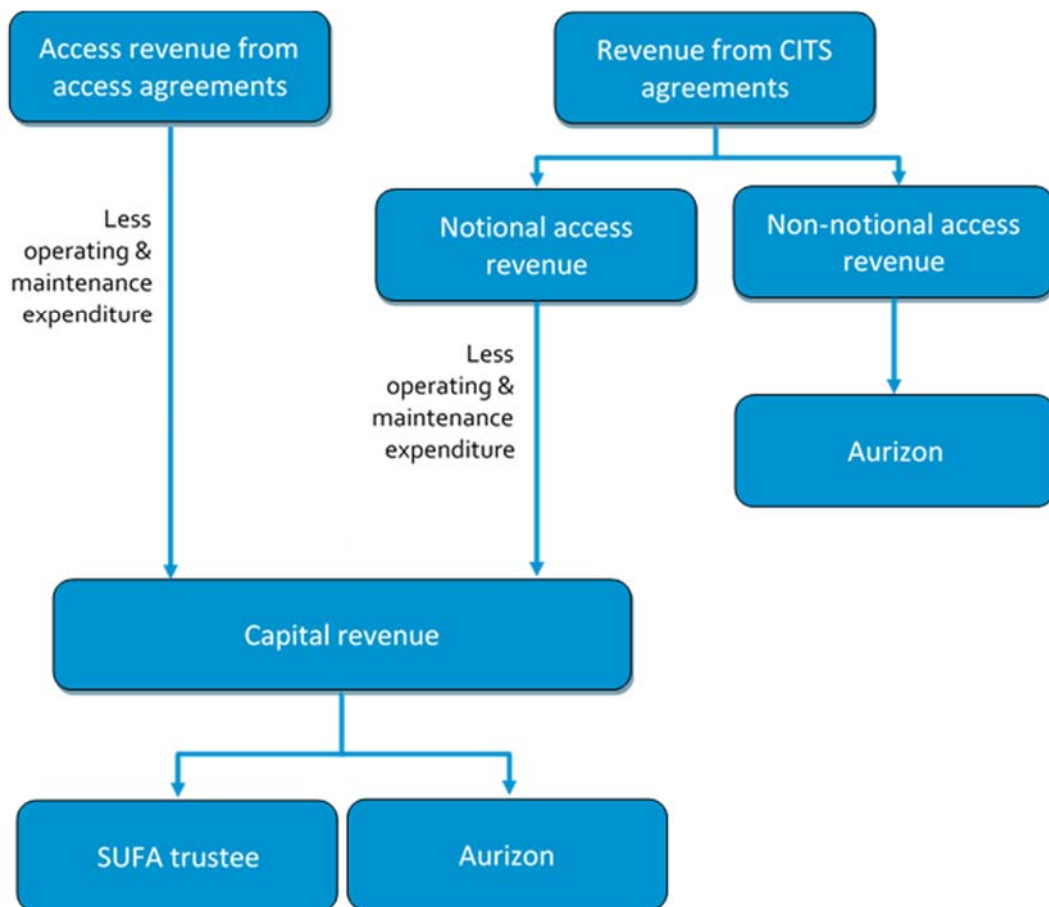 Access revenue from
access agreements
Revenue from CITS
agreements
Less
operating &
maintenance
expenditure
Notional access
revenue
Non-notional access
revenue
Less
operating &
maintenance
expenditure
Aurizon
Capital revenue
SUFA trustee
Aurizon